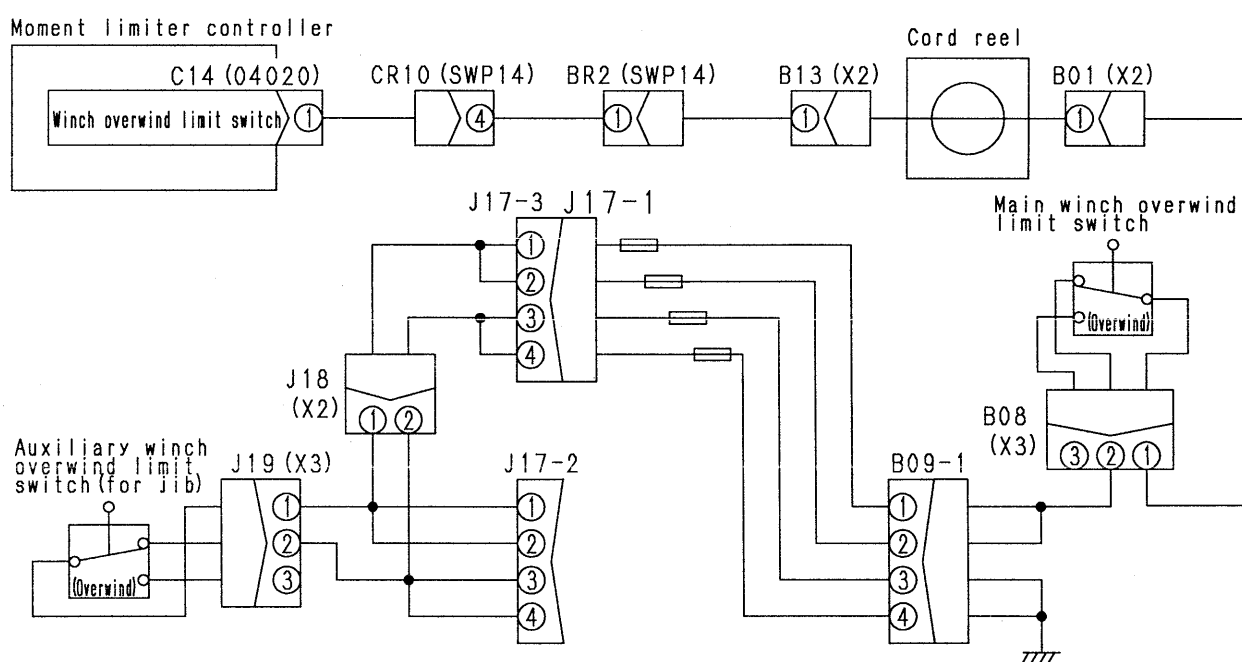 Moment limiter controller
Cord reel
C14 (04020)
CR10 (SWP14)
BR2 (SWP14)
B13 (X2)
B01 (X2)
Winch overwind limit switch
1
4
1
1
1
J17-3
J17-1
Main winch overwind
limit switch
1
2
3
4
(Overwind)
J18
(X2)
1
2
B08
(X3)
3
2
1
Auxiliary winch
overwind limit
switch (for jib)
J19 (X3)
J17-2
B09-1
1
2
3
(Overwind)
1
2
3
4
1
2
3
4